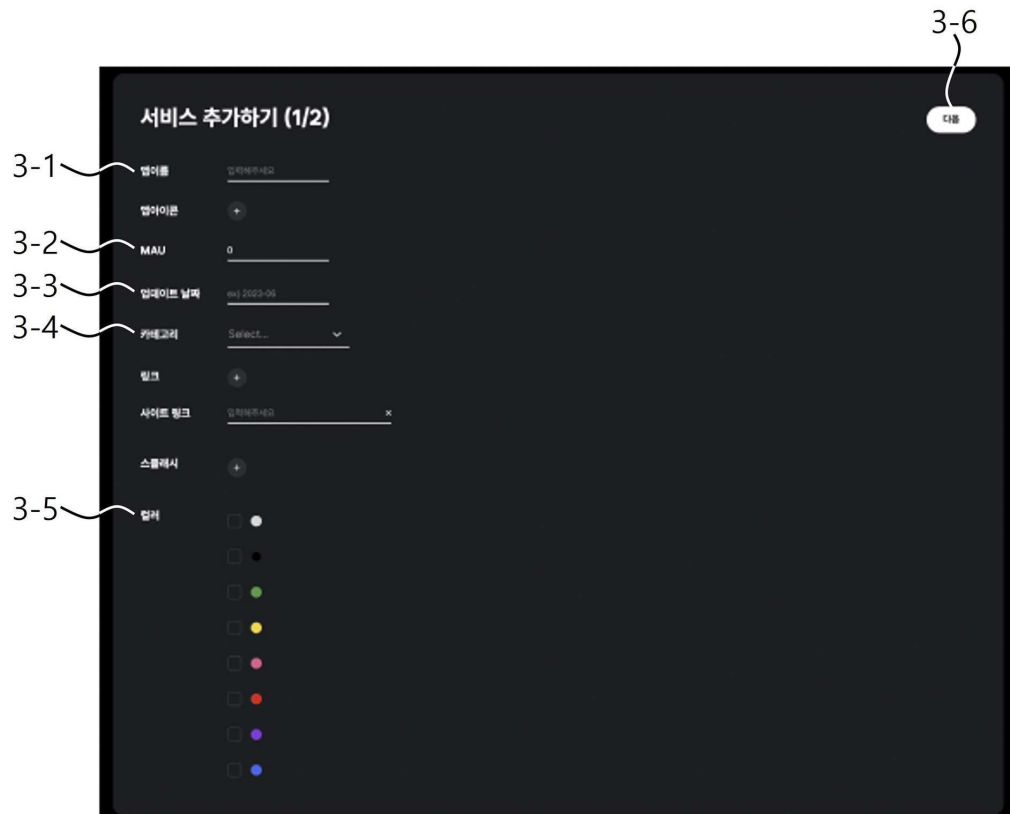 3-6
서비스 추가하기 (1/2)
다음
3-1
앱이름
입력해주세요
앱아이콘
+
3-2
MAU
0
3-3
업데이트 날짜
ex) 2023-06
3-4
카테고리
Select...
링크
+
사이트 링크
입력해주세요
×
스플래시
+
3-5
컬러